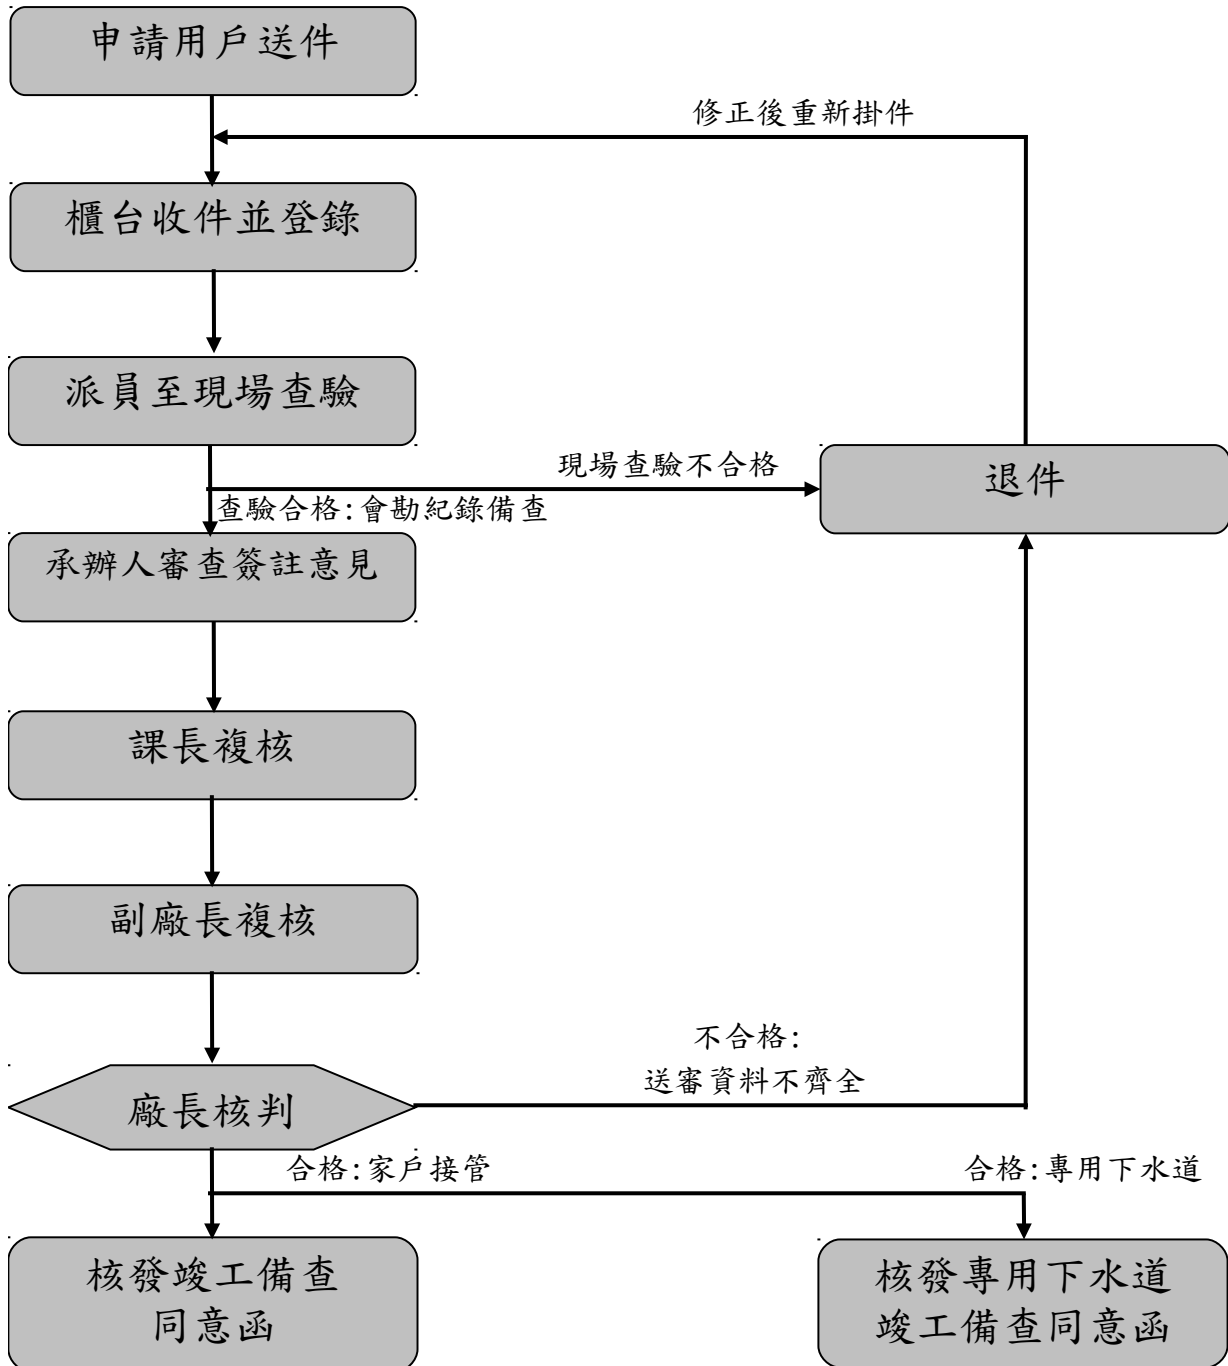 申請用戶送件
修正後重新掛件
櫃台收件並登錄
派員至現場查驗
現場查驗不合格
退件
查驗合格:會勘紀錄備查
承辦人審查簽註意見
課長複核
副廠長複核
不合格:
送審資料不齊全
廠長核判
合格:家戶接管
合格:專用下水道
核發竣工備查
同意函
核發專用下水道
竣工備查同意函